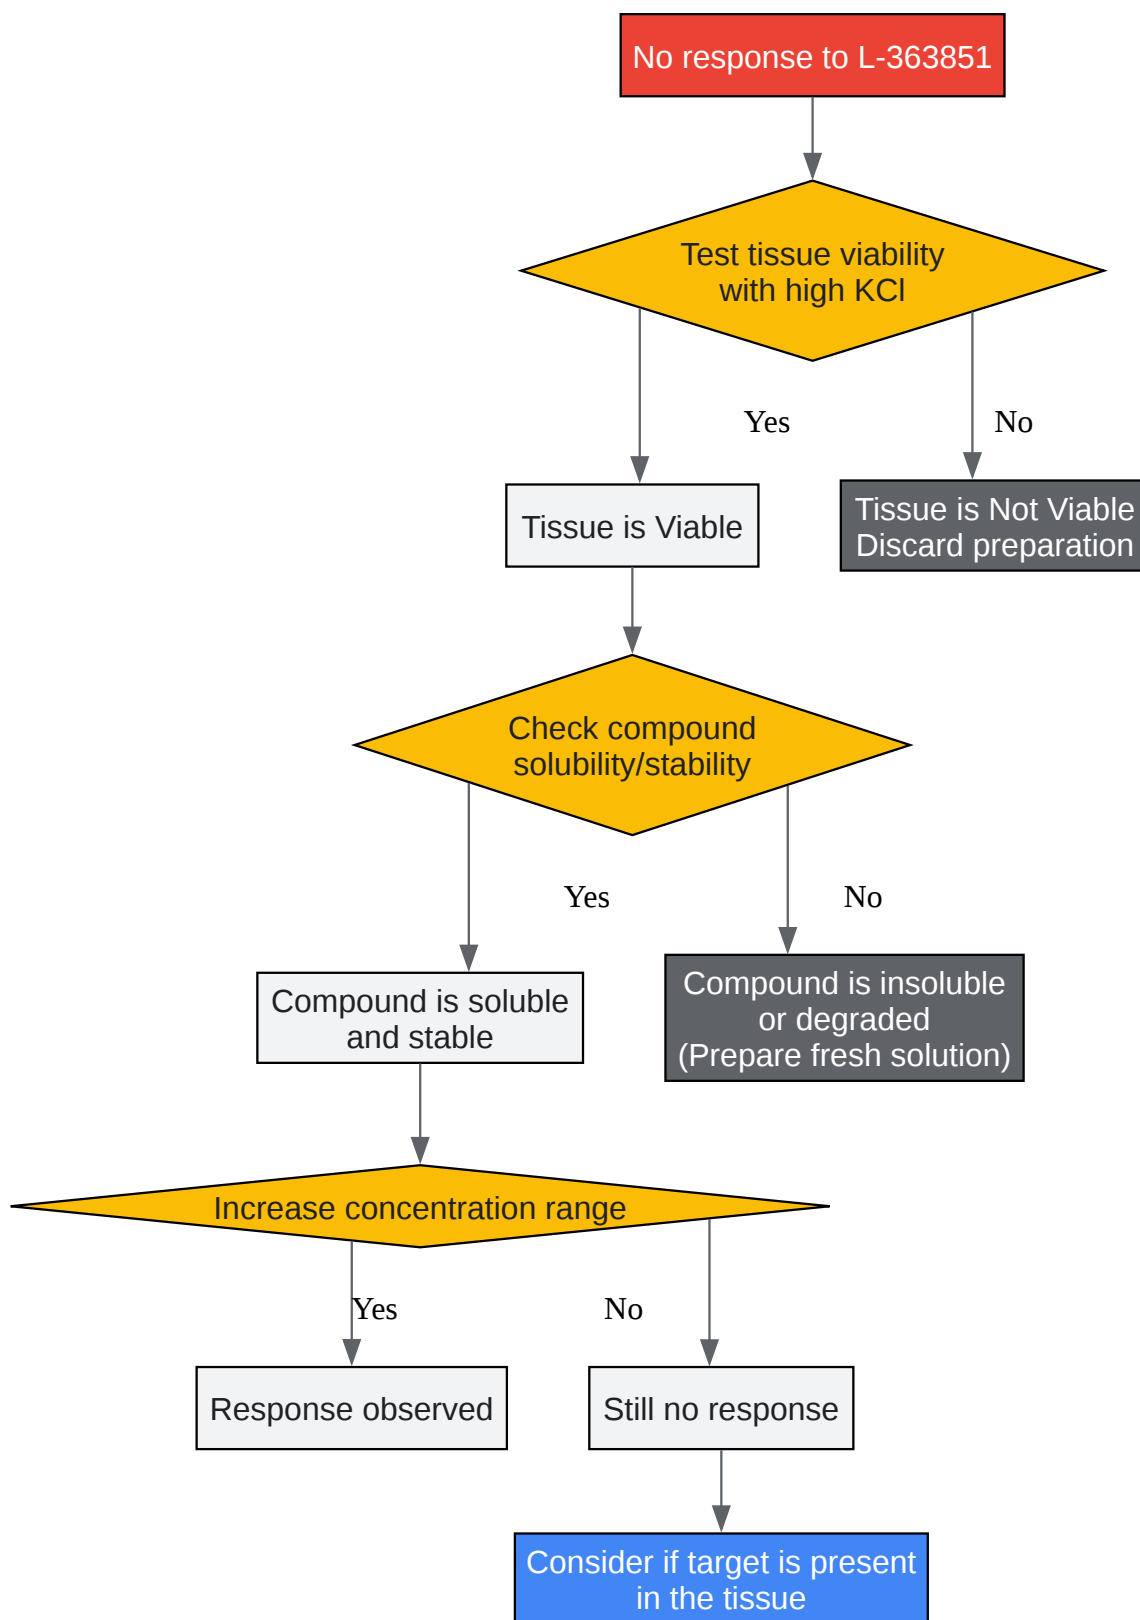 No response to L-363851
Test tissue viability
with high KCl
Yes
No
Tissue is Viable
Tissue is Not Viable
Discard preparation
Check compound
solubility/stability
Yes
No
Compound is soluble
and stable
Compound is insoluble
or degraded
(Prepare fresh solution)
Increase concentration range
Yes
No
Response observed
Still no response
Consider if target is present
in the tissue